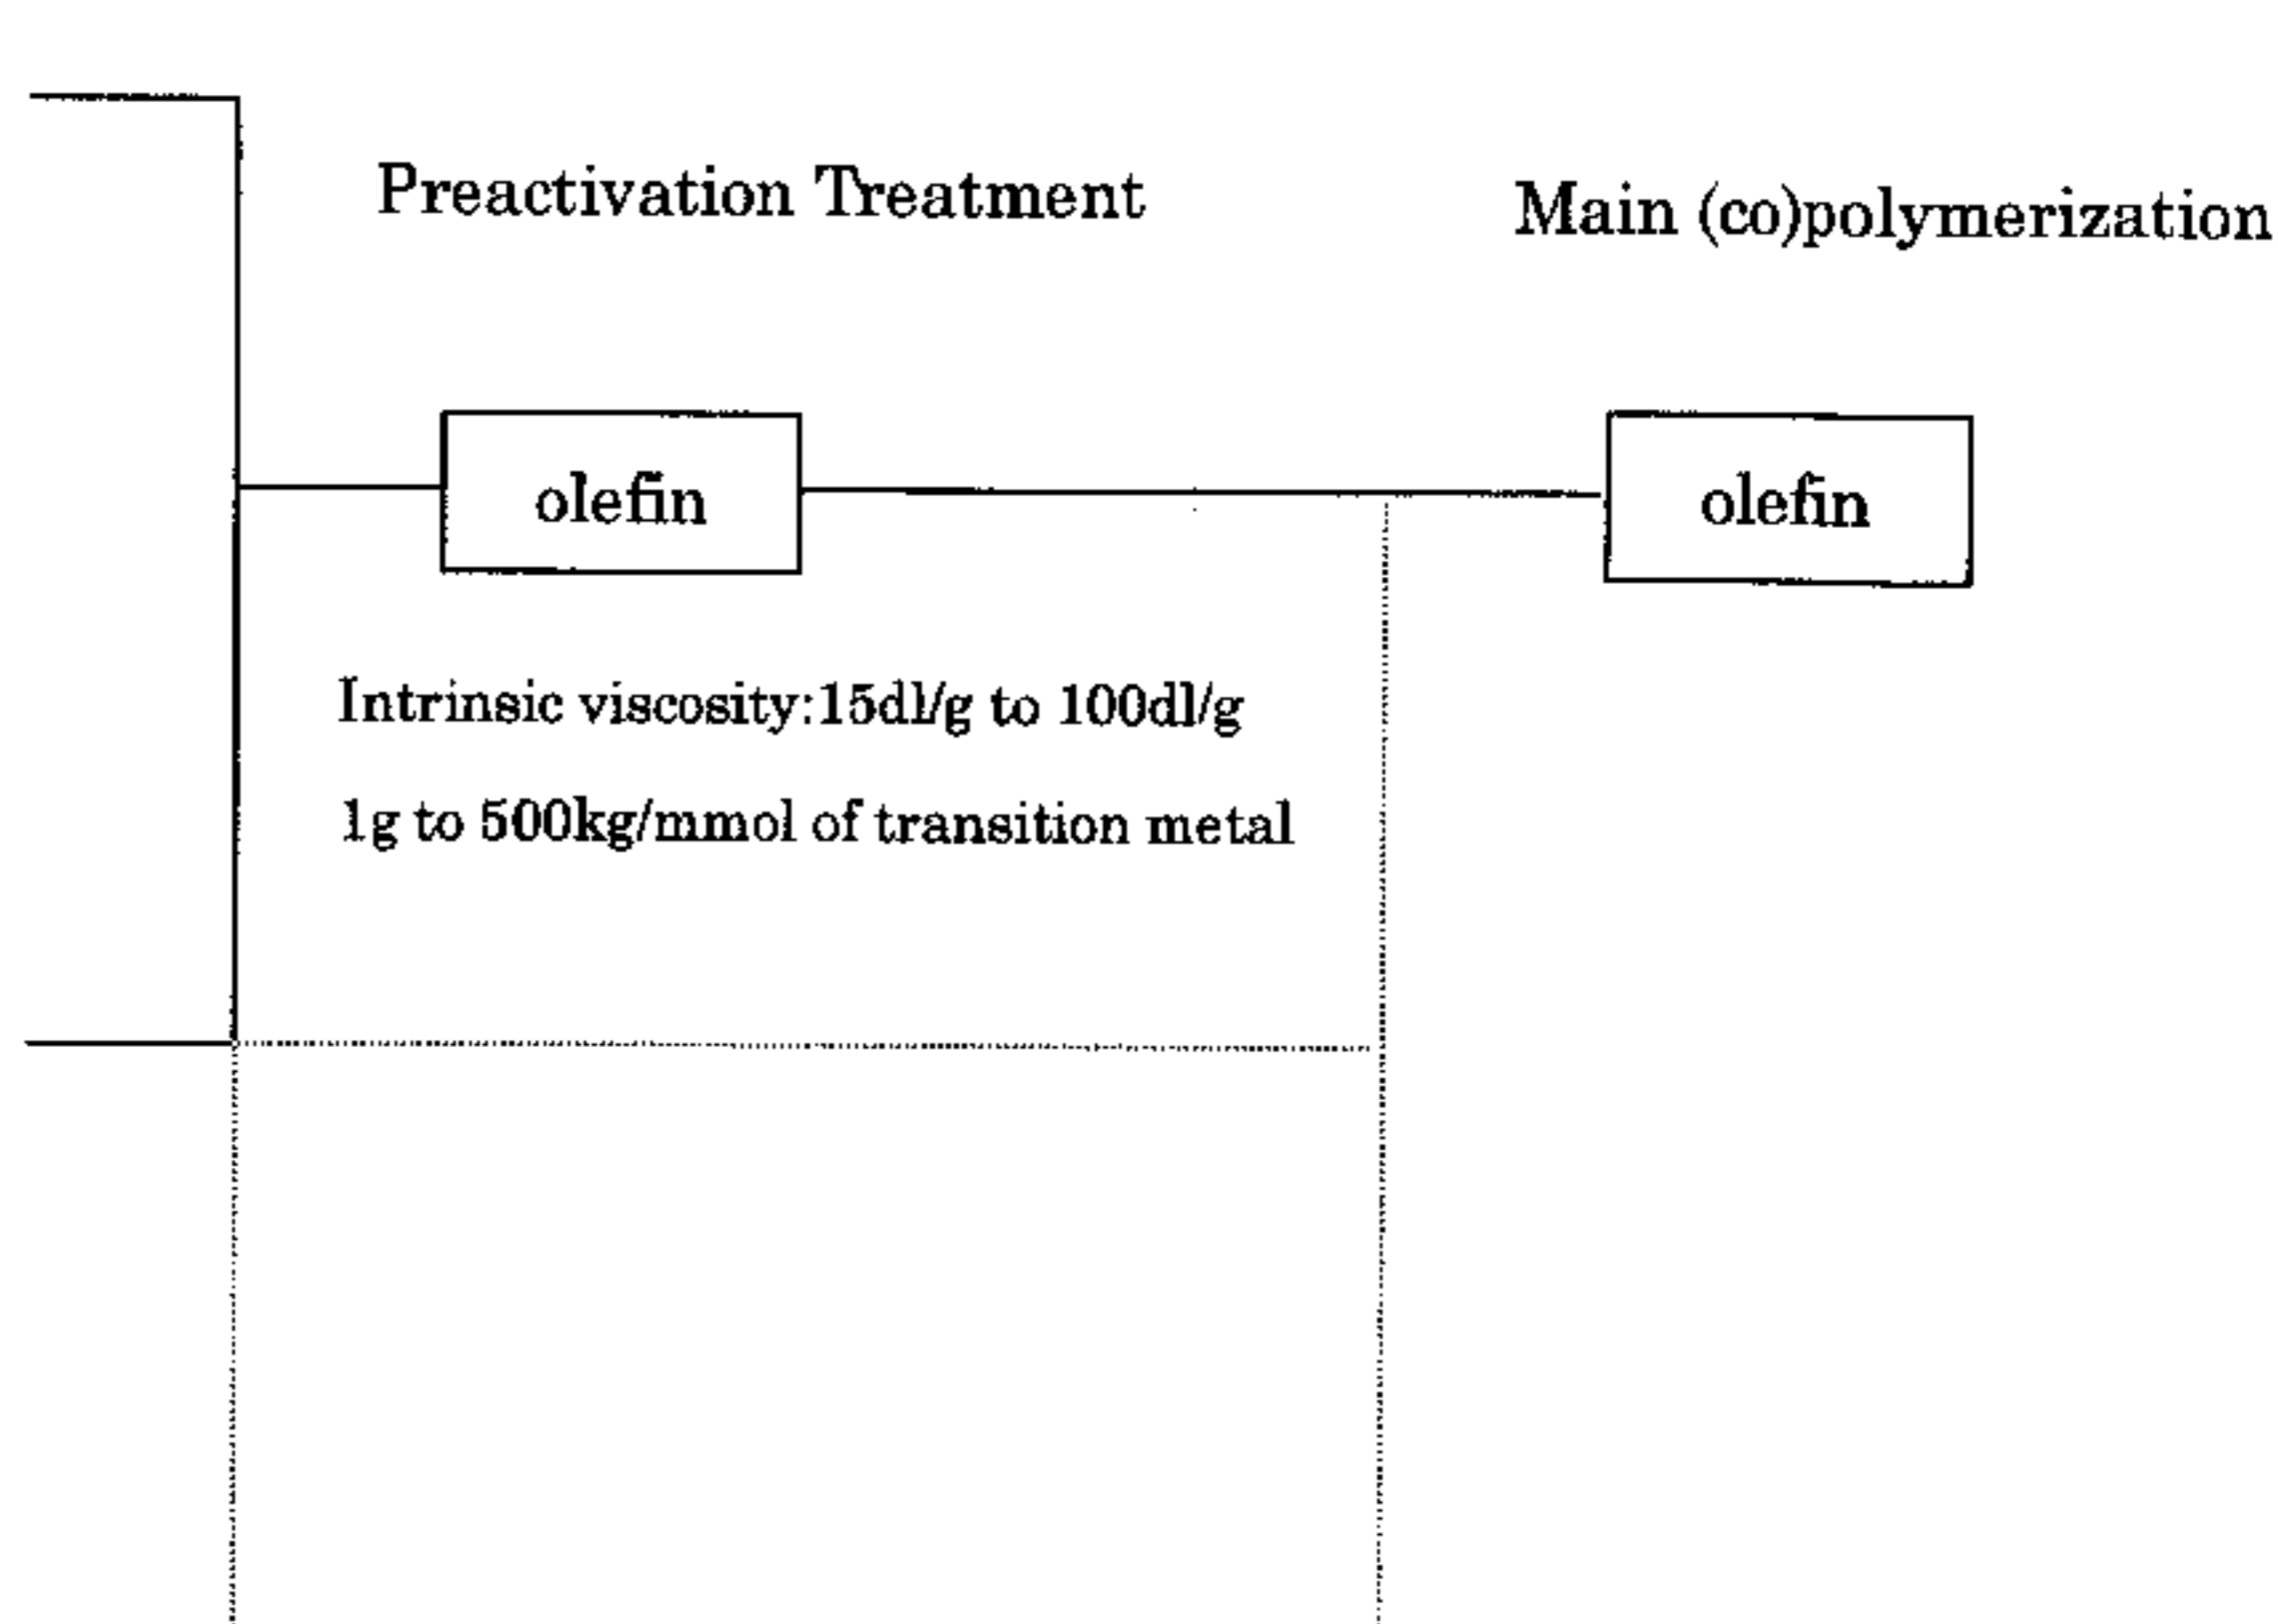 Preactivation Treatment
Main (co)polymerization
olefin
olefin
Intrinsic viscosity:15dl/g to 100dl/g
1g to 500kg/mmol of transition metal